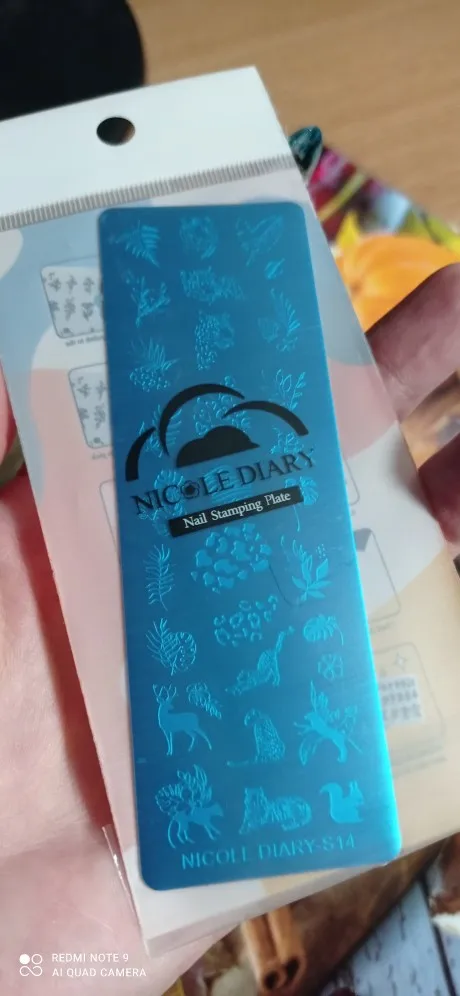 NICOLE DIARY
Nail Stamping Plate
NICOLE DIARY-S14
REDMI NOTE 9
AI QUAD CAMERA